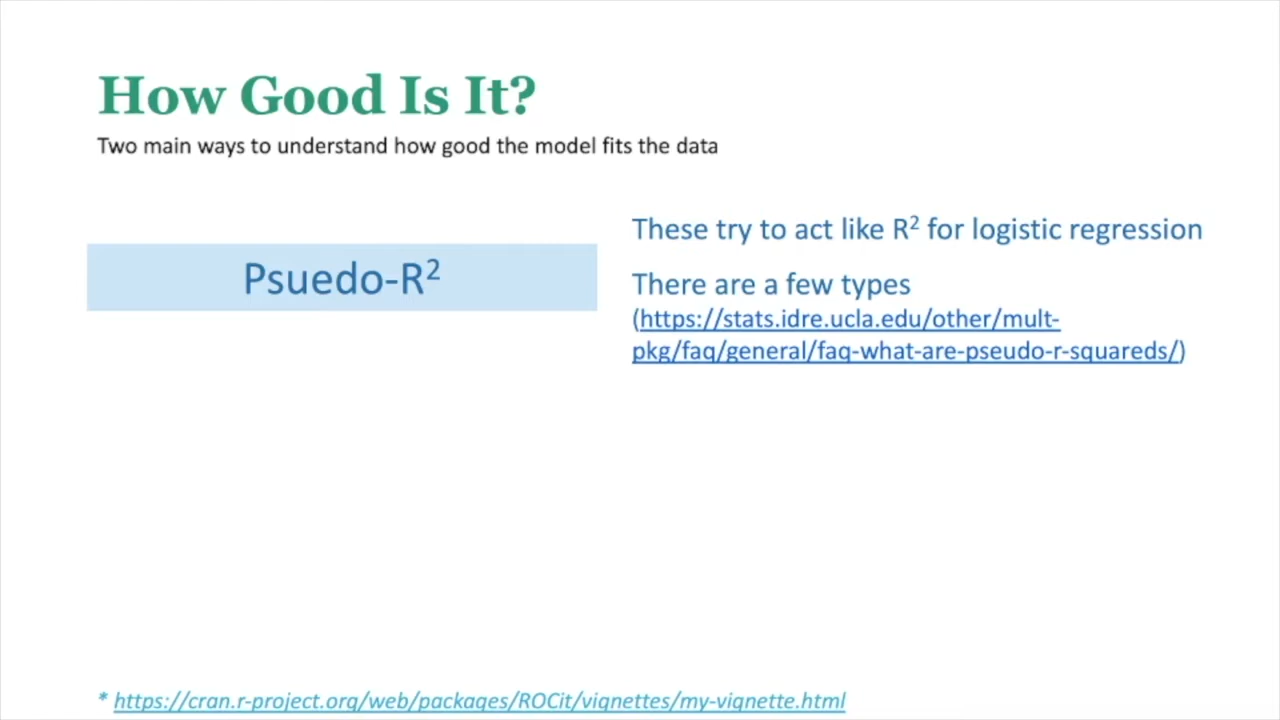 How Good Is It?
Two main ways to understand how good the model fits the data
Psuedo-R²
These try to act like R² for logistic regression
There are a few types
(https://stats.idre.ucla.edu/other/mult-
pkg/faq/general/faq-what-are-pseudo-r-squareds/)
* https://cran.r-project.org/web/packages/ROCit/vignettes/my-vignette.html